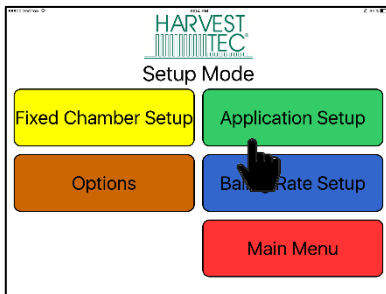 HARVEST
TEC
Setup Mode
Fixed Chamber Setup
Application Setup
Options
Rate Setup
Main Menu